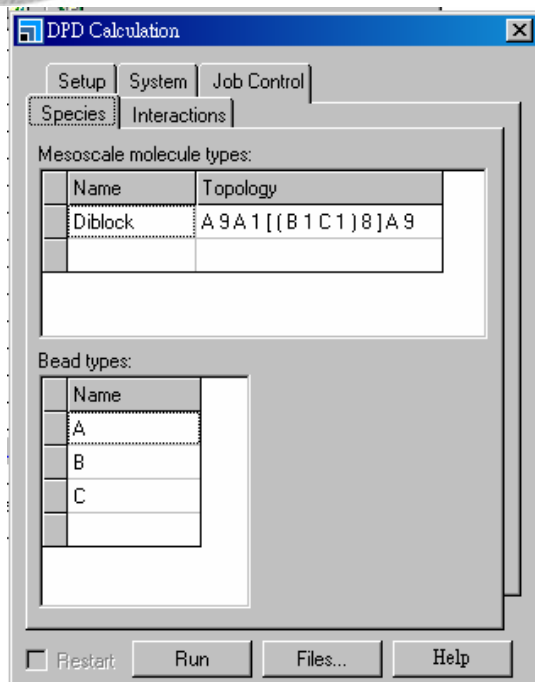 DPD Calculation
Setup System Job Control
Species Interactions
Mesoscale molecule types:
Name Topology
Diblock A 9 A 1 [ ( B 1 C 1 ) 8 ] A 9
Bead types:
Name
A
B
C
Restart Run Files... Help